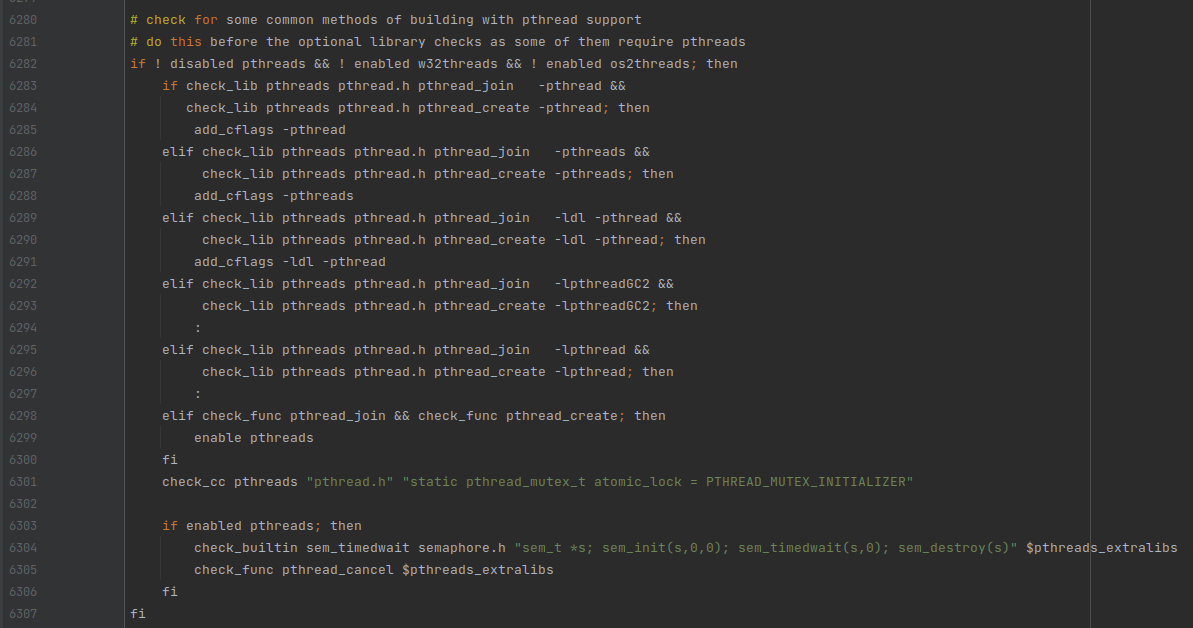 6280 # check for some common methods of building with pthread support
6281 # do this before the optional library checks as some of them require pthreads
6282 if ! disabled pthreads && ! enabled w32threads && ! enabled os2threads; then
6283 if check_lib pthreads pthread.h pthread_join   -pthread &&
6284 check_lib pthreads pthread.h pthread_create -pthread; then
6285 add_cflags -pthread
6286 elif check_lib pthreads pthread.h pthread_join   -pthreads &&
6287 check_lib pthreads pthread.h pthread_create -pthreads; then
6288 add_cflags -pthreads
6289 elif check_lib pthreads pthread.h pthread_join   -ldl -pthread &&
6290 check_lib pthreads pthread.h pthread_create -ldl -pthread; then
6291 add_cflags -ldl -pthread
6292 elif check_lib pthreads pthread.h pthread_join   -lpthreadGC2 &&
6293 check_lib pthreads pthread.h pthread_create -lpthreadGC2; then
6294 :
6295 elif check_lib pthreads pthread.h pthread_join   -lpthread &&
6296 check_lib pthreads pthread.h pthread_create -lpthread; then
6297 :
6298 elif check_func pthread_join && check_func pthread_create; then
6299 enable pthreads
6300 fi
6301 check_cc pthreads "pthread.h" "static pthread_mutex_t atomic_lock = PTHREAD_MUTEX_INITIALIZER"
6302
6303 if enabled pthreads; then
6304 check_builtin sem_timedwait semaphore.h "sem_t *s; sem_init(s,0,0); sem_timedwait(s,0); sem_destroy(s)" $pthreads_extralibs
6305 check_func pthread_cancel $pthreads_extralibs
6306 fi
6307 fi